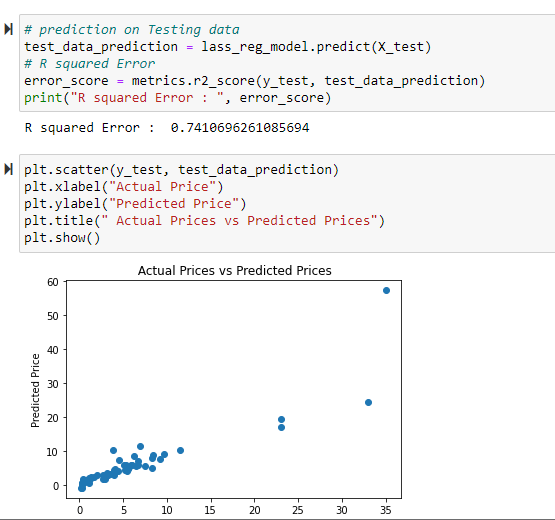 # prediction on Testing data
test_data_prediction = lass_reg_model.predict(X_test)
# R squared Error
error_score = metrics.r2_score(y_test, test_data_prediction)
print("R squared Error : ", error_score)
R squared Error :  0.7410696261085694
plt.scatter(y_test, test_data_prediction)
plt.xlabel("Actual Price")
plt.ylabel("Predicted Price")
plt.title(" Actual Prices vs Predicted Prices")
plt.show()
Actual Prices vs Predicted Prices
Predicted Price
60
50
40
30
20
10
0
0 5 10 15 20 25 30 35